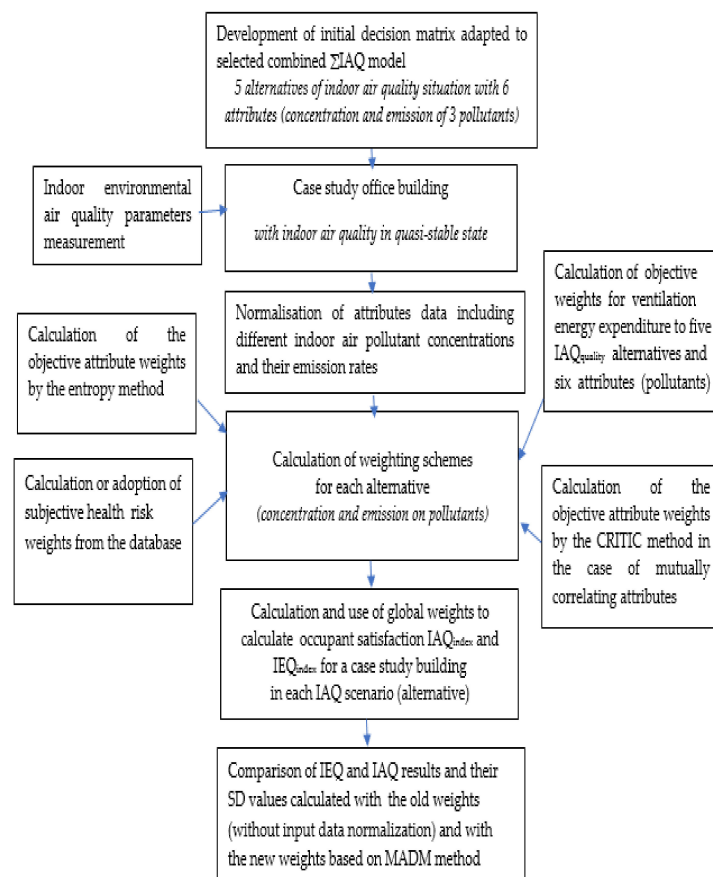 Development of initial decision matrix adapted to
selected combined ∑IAQ model
5 alternatives of indoor air quality situation with 6
attributes (concentration and emission of 3 pollutants)
Indoor environmental
air quality parameters
measurement
Case study office building
with indoor air quality in quasi-stable state
Normalisation of attributes data including
different indoor air pollutant concentrations
and their emission rates
Calculation of objective
weights for ventilation
energy expenditure to five
IAQquality alternatives and
six attributes (pollutants)
Calculation of the
objective attribute weights
by the entropy method
Calculation of weighting schemes
for each alternative
(concentration and emission on pollutants)
Calculation or adoption of
subjective health risk
weights from the database
Calculation of the
objective attribute weights
by the CRITIC method in
the case of mutually
correlating attributes
Calculation and use of global weights to
calculate occupant satisfaction IAQindex and
IEQindex for a case study building
in each IAQ scenario (alternative)
Comparison of IEQ and IAQ results and their
SD values calculated with the old weights
(without input data normalization) and with
the new weights based on MADM method